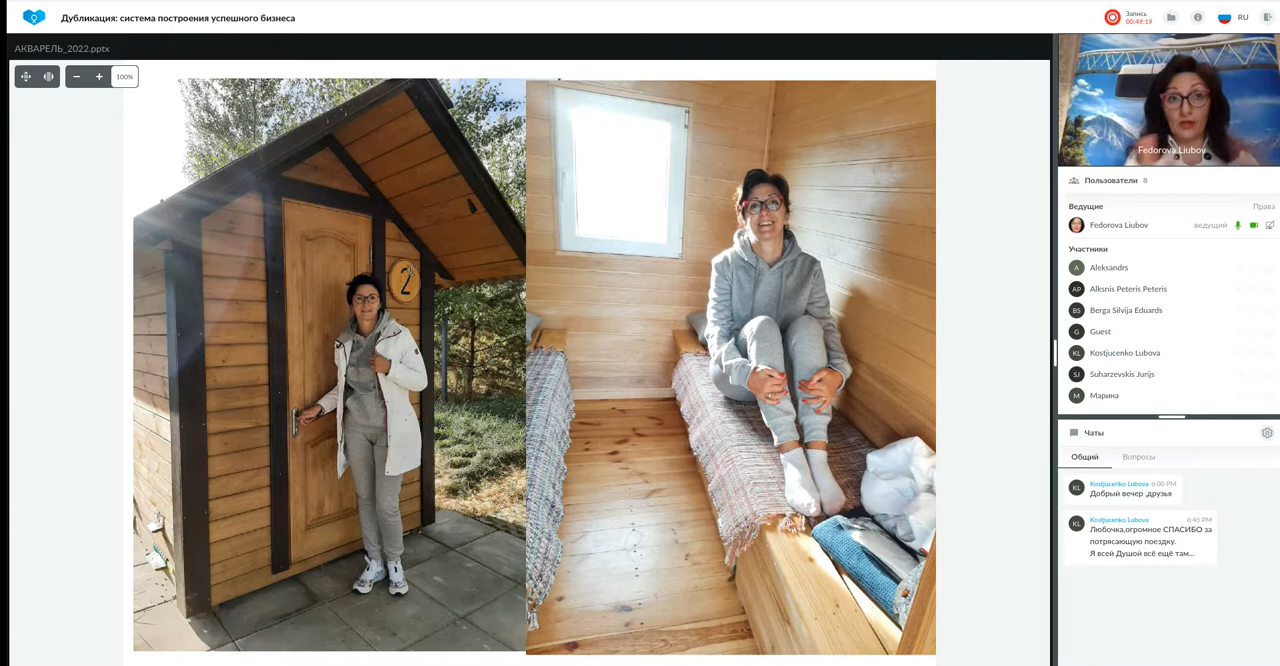 Дубликация: система построения успешного бизнеса
Запись
00:49:19
RU
АКВАРЕЛЬ_2022.pptx
100%
2
Fedorova Liubov
Пользователи 8
Ведущие Права
Fedorova Liubov ведущий
Участники
A Aleksandrs
AP Alksnis Peteris Peteris
BS Berga Silvija Eduards
G Guest
KL Kostjucenko Lubova
SJ Suharzevskis Jurijs
M Марина
Чаты
Общий Вопросы
KL Kostjucenko Lubova 6:00 PM
Добрый вечер ,друзья
KL Kostjucenko Lubova 6:46 PM
Любочка,огромное СПАСИБО за
потрясающую поездку.
Я всей Душой всё ещё там...